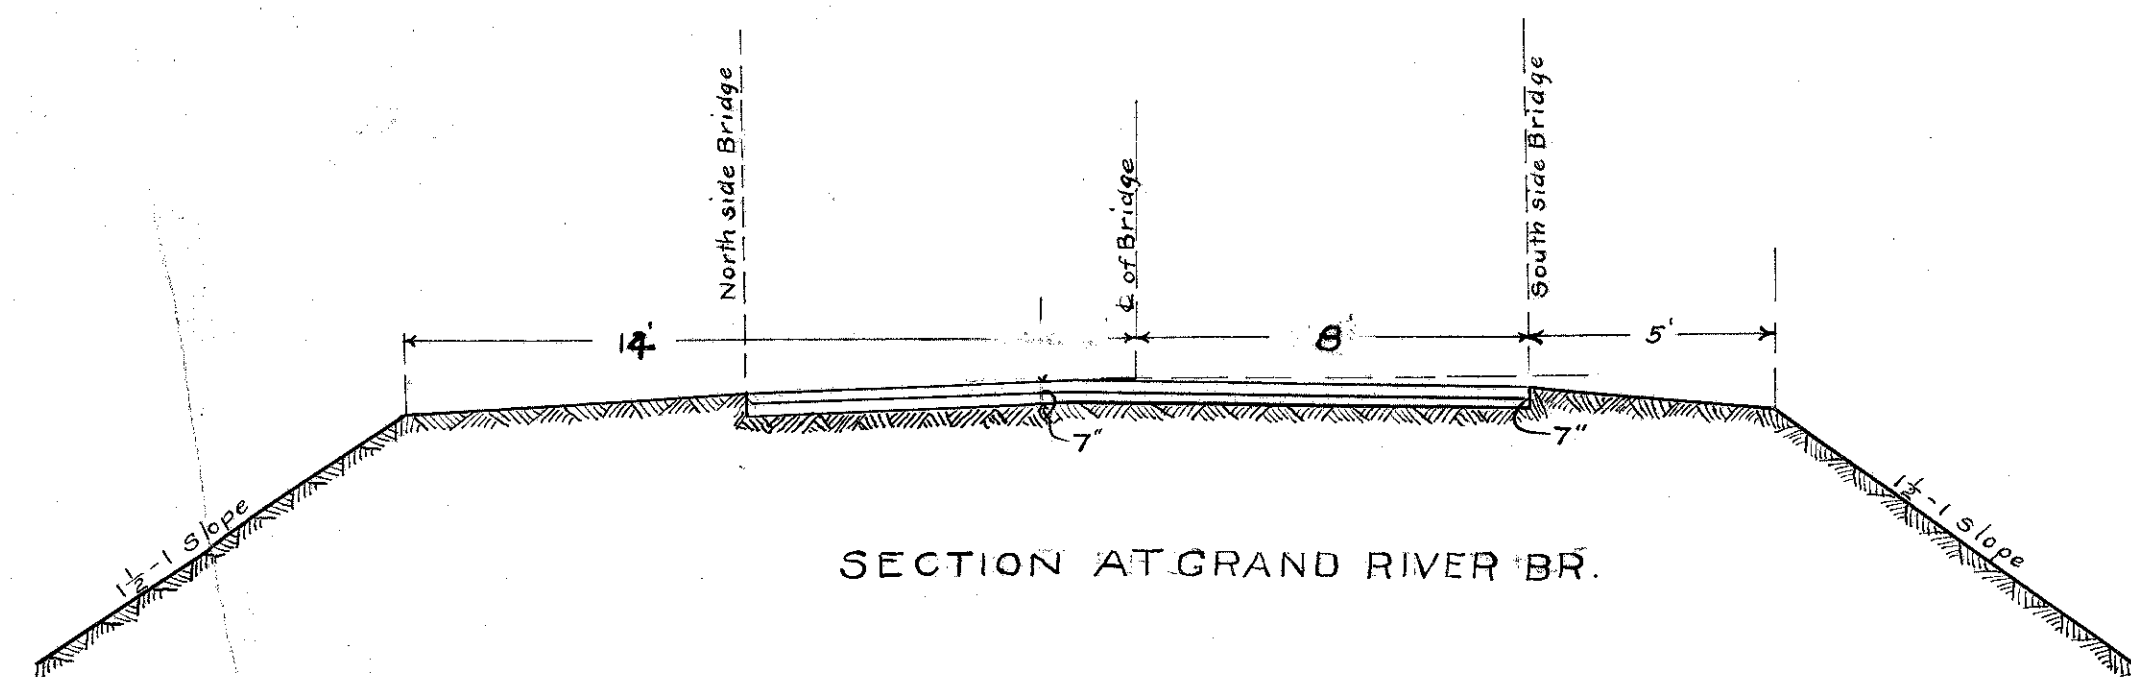 North side Bridge
℄ of Bridge
South side Bridge
14'
8'
5'
7"
7"
1½-1 slope
1½-1 slope
SECTION AT GRAND RIVER BR.